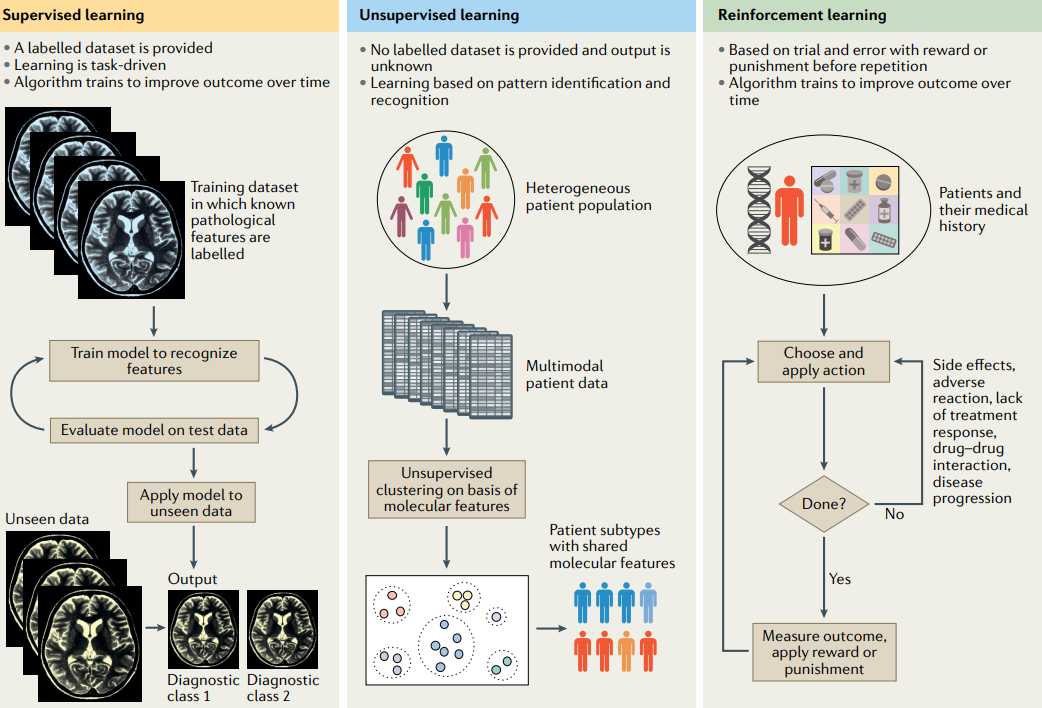 Supervised learning
• A labelled dataset is provided
• Learning is task-driven
• Algorithm trains to improve outcome over time
Training dataset
in which known
pathological
features are
labelled
Train model to recognize
features
Evaluate model on test data
Apply model to
unseen data
Unseen data
Output
Diagnostic
class 1
Diagnostic
class 2
Unsupervised learning
• No labelled dataset is provided and output is
unknown
• Learning based on pattern identification and
recognition
Heterogeneous
patient population
Multimodal
patient data
Unsupervised
clustering on basis of
molecular features
Patient subtypes
with shared
molecular features
Reinforcement learning
• Based on trial and error with reward or
punishment before repetition
• Algorithm trains to improve outcome over
time
Patients and
their medical
history
Choose and
apply action
Side effects,
adverse
reaction, lack
of treatment
response,
drug–drug
interaction,
disease
progression
Done?
No
Yes
Measure outcome,
apply reward or
punishment